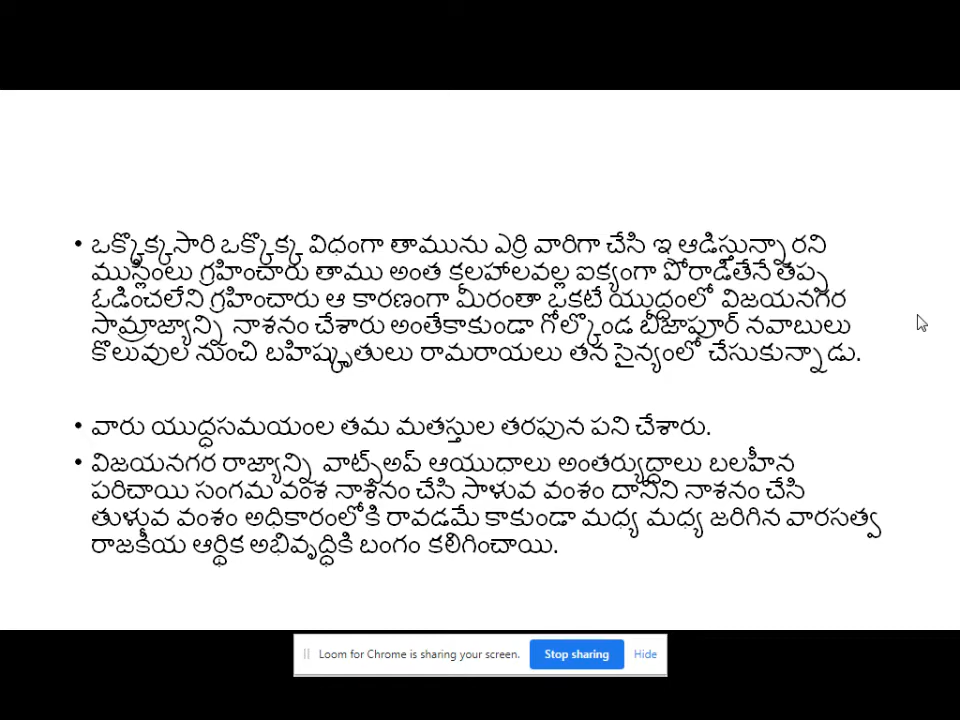 • ఒక్కొక్కసారి ఒక్కొక్క విధంగా తామును ఎర్రి వారిగా చేసి ఇ ఆడిస్తున్నా రని
ముస్లింలు గ్రహించారు తాము అంత కలహాలవల్ల ఐక్యంగా పోరాడితేనే తప్ప
ఓడించలేని గ్రహించారు ఆ కారణంగా మీరంతా ఒకటే యుద్ధంలో విజయనగర
సామ్రాజ్యాన్ని నాశనం చేశారు అంతేకాకుండా గోల్కొండ బీజాపూర్ నవాబులు
కొలువుల నుంచి బహిష్కృతులు రామరాయలు తన సైన్యంలో చేసుకున్నాడు.
• వారు యుద్ధసమయంల తమ మతస్తుల తరఫున పని చేశారు.
• విజయనగర రాజ్యాన్ని వాట్సప్ అప్ ఆయుధాలు అంతర్యుద్దాలు బలహీన
పరిచాయి సంగమ వంశ నాశనం చేసి సాళువ వంశం దానిని నాశనం చేసి
తుళువ వంశం అధికారంలోకి రావడమే కాకుండా మధ్య మధ్య జరిగిన వారసత్వ
రాజకీయ ఆర్థిక అభివృద్ధికి బంగం కలిగించాయి.
Loom for Chrome is sharing your screen. Stop sharing Hide